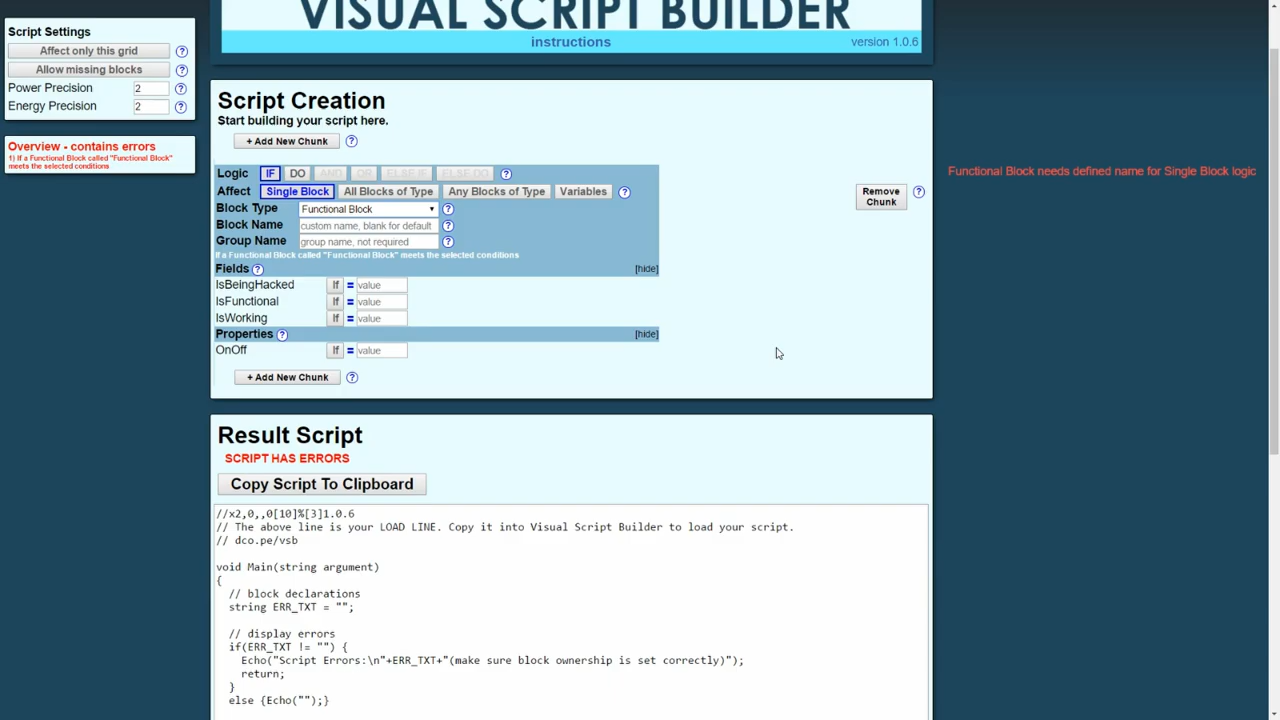 VISUAL SCRIPT BUILDER
instructions
version 1.0.6
Script Settings
Affect only this grid ?
Allow missing blocks ?
Power Precision 2 ?
Energy Precision 2 ?
Overview - contains errors
1) If a Functional Block called "Functional Block"
meets the selected conditions
Script Creation
Start building your script here.
+ Add New Chunk ?
Logic IF DO AND OR ELSE IF ELSE DO ?
Affect Single Block All Blocks of Type Any Blocks of Type Variables ?
Block Type Functional Block ?
Block Name custom name, blank for default ?
Group Name group name, not required ?
If a Functional Block called "Functional Block" meets the selected conditions
Fields ? [hide]
IsBeingHacked If = value
IsFunctional If = value
IsWorking If = value
Properties ? [hide]
OnOff If = value
+ Add New Chunk ?
Remove
Chunk
?
Functional Block needs defined name for Single Block logic
Result Script
SCRIPT HAS ERRORS
Copy Script To Clipboard
//x2,0,,0[10]%[3]1.0.6
// The above line is your LOAD LINE. Copy it into Visual Script Builder to load your script.
// dco.pe/vsb
void Main(string argument)
{
// block declarations
string ERR_TXT = "";
// display errors
if(ERR_TXT != "") {
Echo("Script Errors:\n"+ERR_TXT+"(make sure block ownership is set correctly)");
return;
}
else {Echo("");}